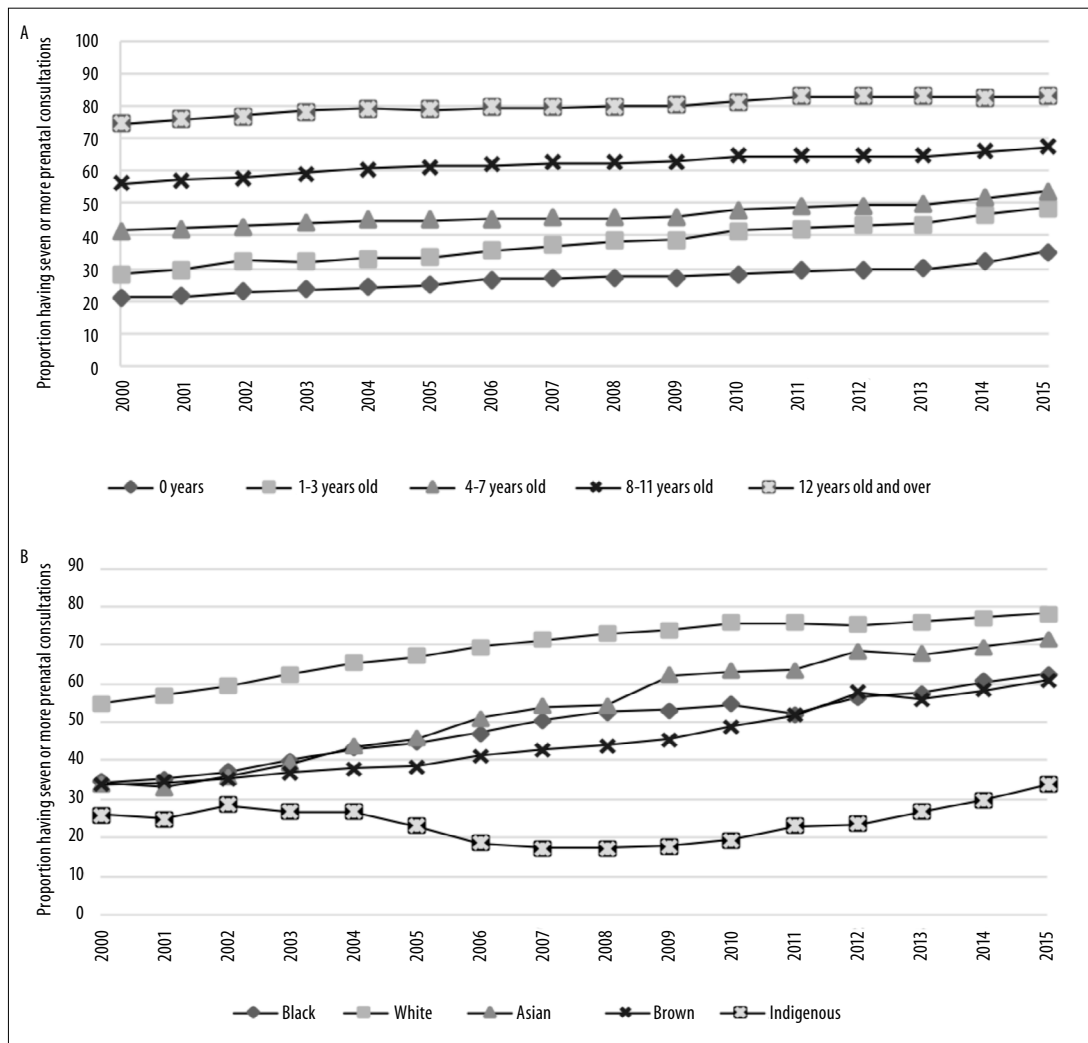 A
Proportion having seven or more prenatal consultations
100
90
80
70
60
50
40
30
20
10
0
2000 2001 2002 2003 2004 2005 2006 2007 2008 2009 2010 2011 2012 2013 2014 2015
0 years 1-3 years old 4-7 years old 8-11 years old 12 years old and over
B
Proportion having seven or more prenatal consultations
90
80
70
60
50
40
30
20
10
0
2000 2001 2002 2003 2004 2005 2006 2007 2008 2009 2010 2011 2012 2013 2014 2015
Black White Asian Brown Indigenous